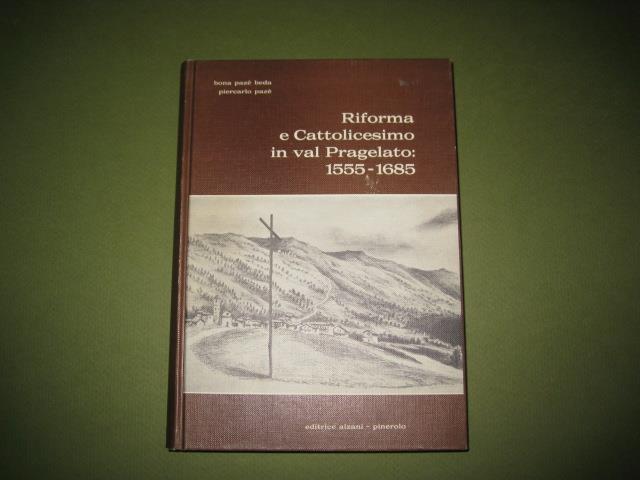 bona pazè beda
piercarlo pazè
Riforma
e Cattolicesimo
in val Pragelato:
1555-1685
editrice alzani - pinerolo